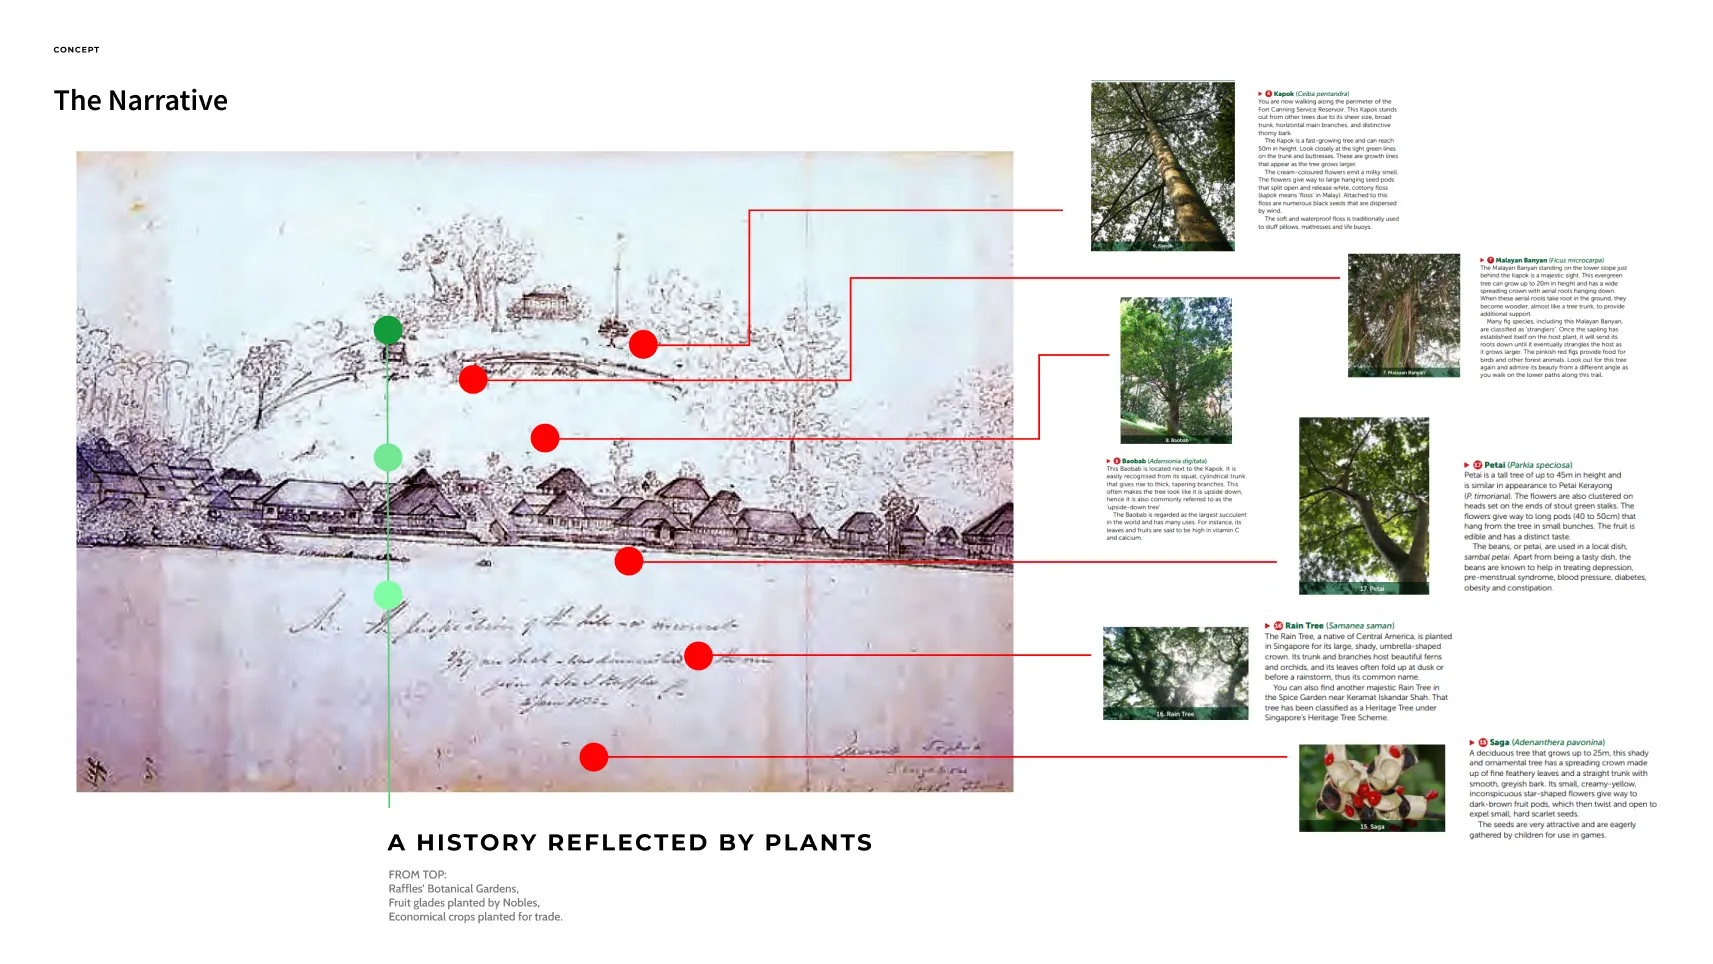 CONCEPT
The Narrative
6. Kapok
6 Kapok (Ceiba pentandra)
You are now walking along the perimeter of the
Fort Canning Service Reservoir. This Kapok stands
out from other trees due to its sheer size, broad
trunk, horizontal main branches, and distinctive
thorny bark.
The Kapok is a fast-growing tree and can reach
50m in height. Look closely at the light green lines
on the trunk and buttresses. These are growth lines
that appear as the tree grows larger.
The cream-coloured flowers emit a milky smell.
The flowers give way to large hanging seed pods
that split open and release white, cottony floss
(kapok means 'floss' in Malay). Attached to this
floss are numerous black seeds that are dispersed
by wind.
The soft and waterproof floss is traditionally used
to stuff pillows, mattresses and life buoys.
7. Malayan Banyan
7 Malayan Banyan (Ficus microcarpa)
The Malayan Banyan standing on the lower slope just
behind the Kapok is a majestic sight. This evergreen
tree can grow up to 20m in height and has a wide
spreading crown with aerial roots hanging down.
When these aerial roots take root in the ground, they
become woodier, almost like a tree trunk, to provide
additional support.
Many fig species, including this Malayan Banyan,
are classified as 'stranglers'. Once the sapling has
established itself on the host plant, it will send its
roots down until it eventually strangles the host as
it grows larger. The pinkish red figs provide food for
birds and other forest animals. Look out for this tree
again and admire its beauty from a different angle as
you walk on the lower paths along this trail.
8. Baobab
8 Baobab (Adansonia digitata)
This Baobab is located next to the Kapok. It is
easily recognised from its squat, cylindrical trunk
that gives rise to thick, tapering branches. This
often makes the tree look like it is upside down,
hence it is also commonly referred to as the
'upside-down tree'
The Baobab is regarded as the largest succulent
in the world and has many uses. For instance, its
leaves and fruits are said to be high in vitamin C
and calcium.
17. Petai
17 Petai (Parkia speciosa)
Petai is a tall tree of up to 45m in height and
is similar in appearance to Petai Kerayong
(P. timoriana). The flowers are also clustered on
heads set on the ends of stout green stalks. The
flowers give way to long pods (40 to 50cm) that
hang from the tree in small bunches. The fruit is
edible and has a distinct taste.
The beans, or petai, are used in a local dish,
sambal petai. Apart from being a tasty dish, the
beans are known to help in treating depression,
pre-menstrual syndrome, blood pressure, diabetes,
obesity and constipation.
16. Rain Tree
16 Rain Tree (Samanea saman)
The Rain Tree, a native of Central America, is planted
in Singapore for its large, shady, umbrella-shaped
crown. Its trunk and branches host beautiful ferns
and orchids, and its leaves often fold up at dusk or
before a rainstorm, thus its common name.
You can also find another majestic Rain Tree in
the Spice Garden near Keramat Iskandar Shah. That
tree has been classified as a Heritage Tree under
Singapore's Heritage Tree Scheme.
15. Saga
15 Saga (Adenanthera pavonina)
A deciduous tree that grows up to 25m, this shady
and ornamental tree has a spreading crown made
up of fine feathery leaves and a straight trunk with
smooth, greyish bark. Its small, creamy-yellow,
inconspicuous star-shaped flowers give way to
dark-brown fruit pods, which then twist and open to
expel small, hard scarlet seeds.
The seeds are very attractive and are eagerly
gathered by children for use in games.
A HISTORY REFLECTED BY PLANTS
FROM TOP:
Raffles' Botanical Gardens,
Fruit glades planted by Nobles,
Economical crops planted for trade.